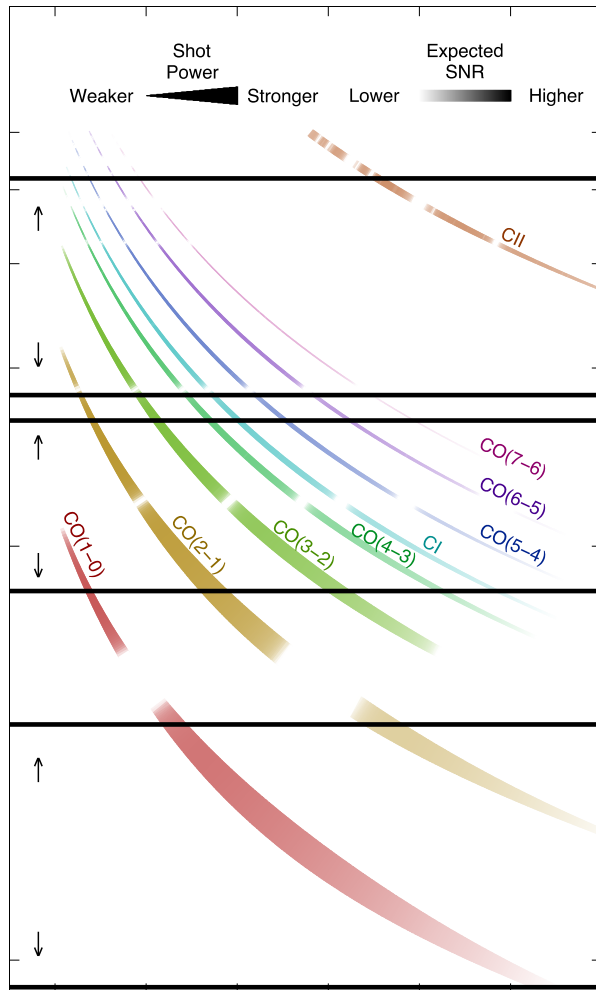 Shot
Power
Expected
SNR
Weaker
Stronger
Lower
Higher
CII
CO(7–6)
CO(6–5)
CO(5–4)
CI
CO(4–3)
CO(3–2)
CO(2–1)
CO(1–0)